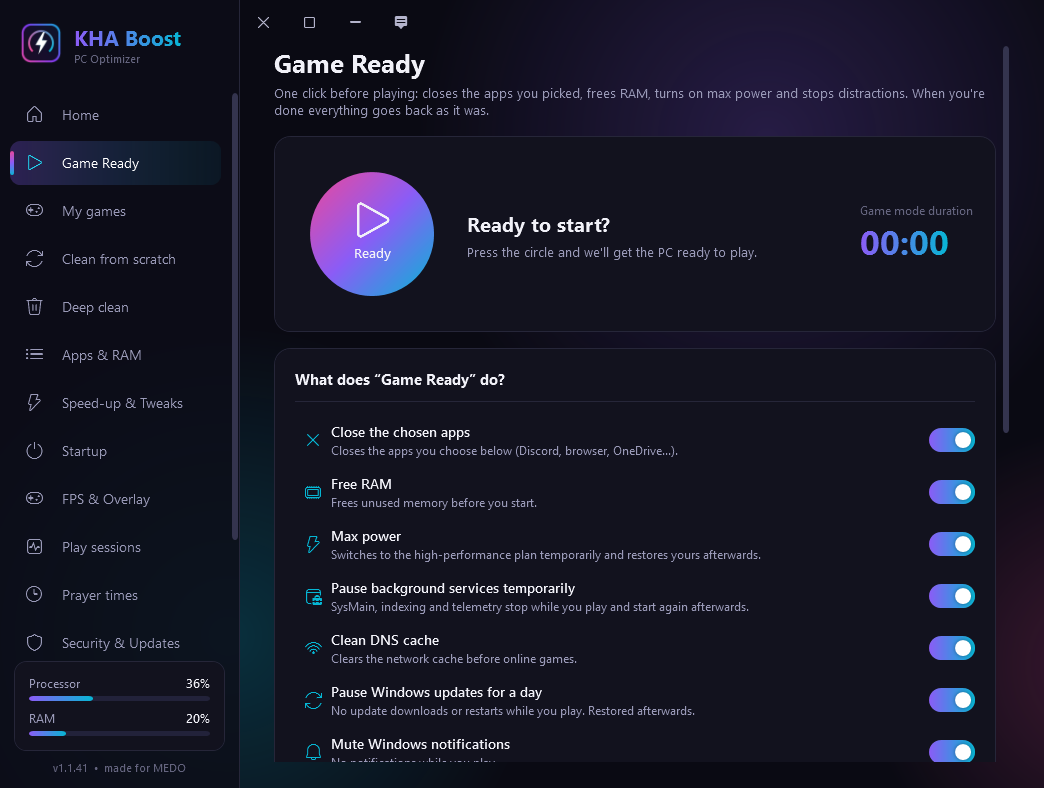 KHA Boost
PC Optimizer
Home
Game Ready
My games
Clean from scratch
Deep clean
Apps & RAM
Speed-up & Tweaks
Startup
FPS & Overlay
Play sessions
Prayer times
Security & Updates
Processor 36%
RAM 20%
v1.1.41 • made for MEDO
Game Ready
One click before playing: closes the apps you picked, frees RAM, turns on max power and stops distractions. When you're
done everything goes back as it was.
Ready
Ready to start?
Press the circle and we'll get the PC ready to play.
Game mode duration
00:00
What does “Game Ready” do?
Close the chosen apps
Closes the apps you choose below (Discord, browser, OneDrive...).
Free RAM
Frees unused memory before you start.
Max power
Switches to the high-performance plan temporarily and restores yours afterwards.
Pause background services temporarily
SysMain, indexing and telemetry stop while you play and start again afterwards.
Clean DNS cache
Clears the network cache before online games.
Pause Windows updates for a day
No update downloads or restarts while you play. Restored afterwards.
Mute Windows notifications
No notifications while you play.